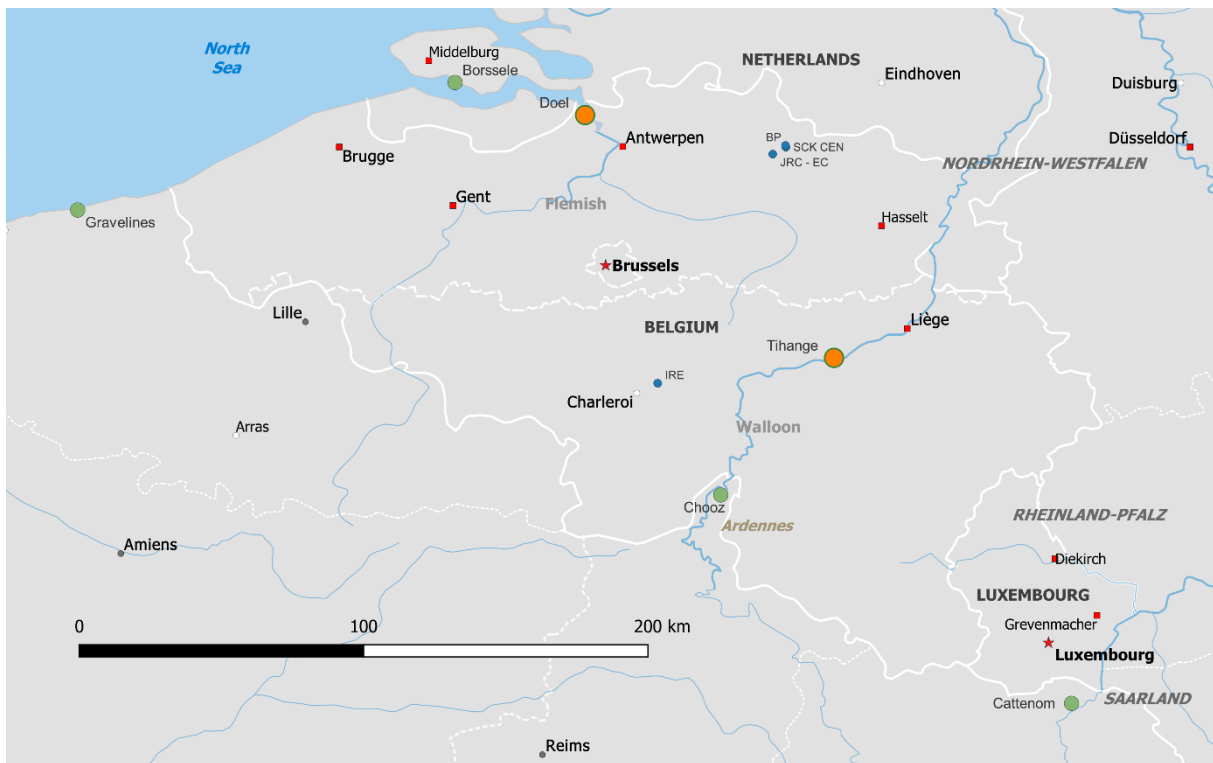 North
Sea
Middelburg
Borssele
NETHERLANDS
Eindhoven
Duisburg
Doel
Antwerpen
BP
SCK CEN
JRC - EC
Düsseldorf
Brugge
NORDRHEIN-WESTFALEN
Gent
Flemish
Gravelines
Hasselt
Brussels
Lille
BELGIUM
Liège
Tihange
IRE
Charleroi
Arras
Walloon
Chooz
Ardennes
RHEINLAND-PFALZ
Amiens
Diekirch
LUXEMBOURG
Grevenmacher
0 100 200 km
Luxembourg
Cattenom
SAARLAND
Reims